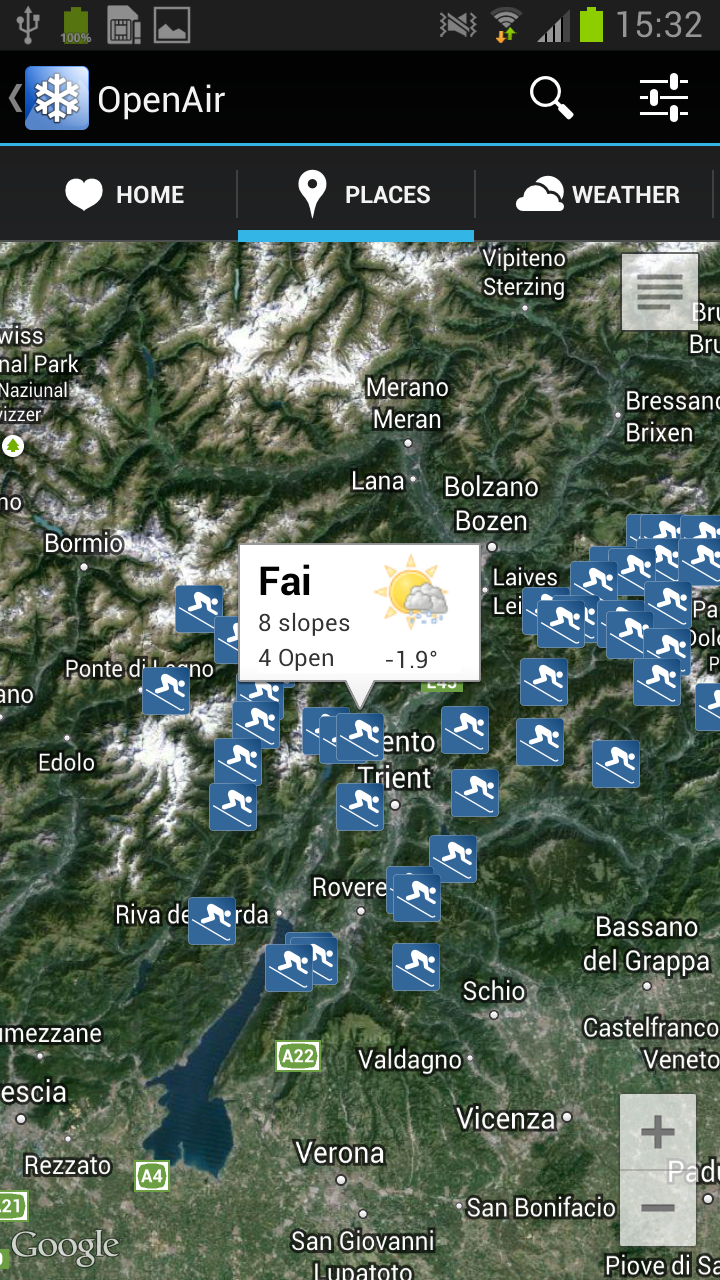 100%
15:32
OpenAir
HOME
PLACES
WEATHER
Vipiteno
Sterzing
Bru
Bru
wiss
nal Park
Naziunal
vizzer
Merano
Meran
Bressano
Brixen
Lana
Bolzano
Bozen
no
Bormio
Laives
Lei
Fai
8 slopes
4 Open
-1.9°
Pa
Dolo
P
Ponte di Legno
ano
Edolo
ento
Trient
Rovere
Riva de rda
Bassano
del Grappa
Schio
Castelfranco
Veneto
umezzane
A22
Valdagno
escia
Vicenza
Rezzato
Verona
A4
Padu
A21
San Bonifacio
Google
San Giovanni
Lupatoto
Piove di Sa